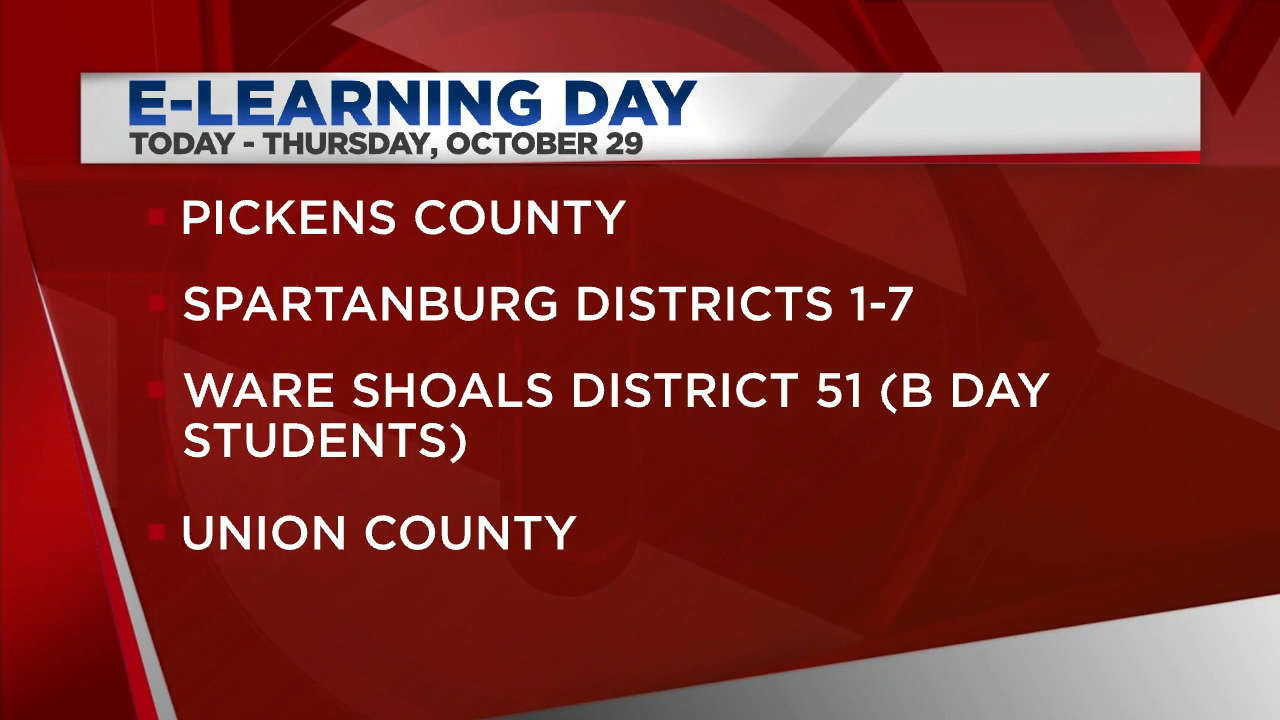 E-LEARNING DAY
TODAY - THURSDAY, OCTOBER 29
PICKENS COUNTY
SPARTANBURG DISTRICTS 1-7
WARE SHOALS DISTRICT 51 (B DAY
STUDENTS)
UNION COUNTY